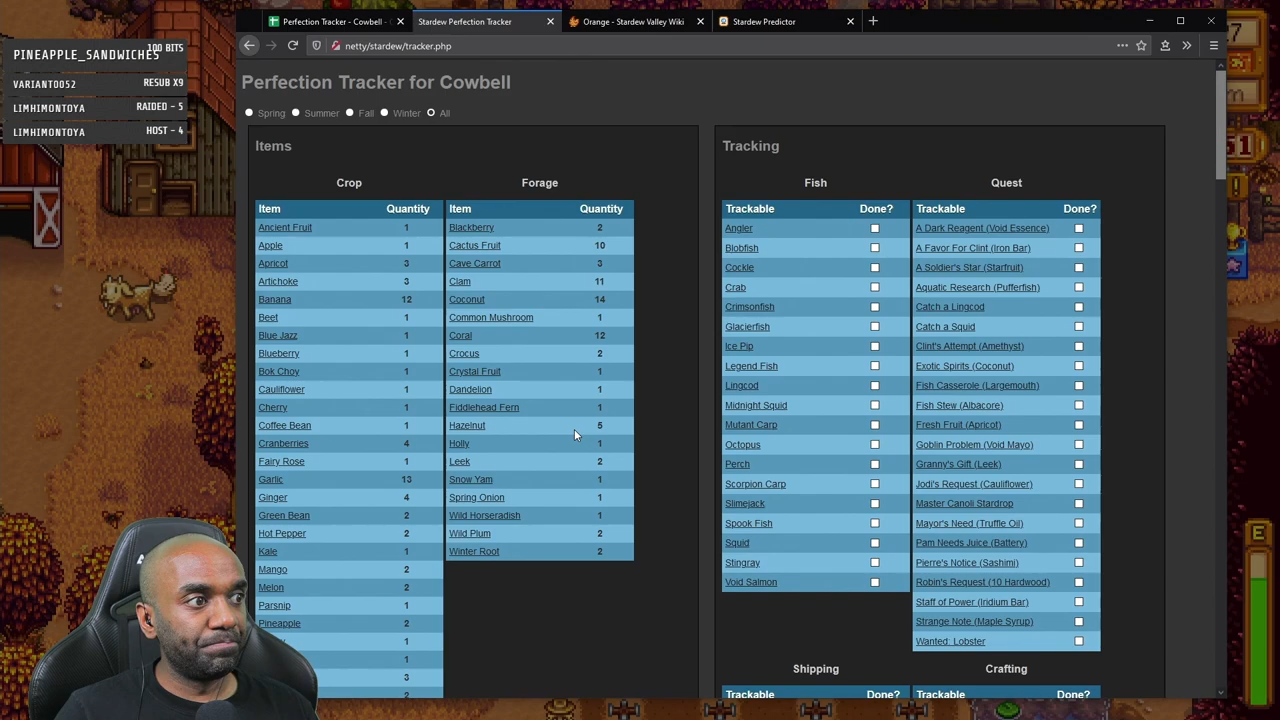 PINEAPPLE_SANDWICHES 100 BITS
VARIANT0052 RESUB X9
LIMHIMONTOYA RAIDED - 5
LIMHIMONTOYA HOST - 4
Perfection Tracker - Cowbell -
Stardew Perfection Tracker
Orange - Stardew Valley Wiki
Stardew Predictor
netty/stardew/tracker.php
Perfection Tracker for Cowbell
Spring Summer Fall Winter All
Items
Crop
Item Quantity
Ancient Fruit 1
Apple 1
Apricot 3
Artichoke 3
Banana 12
Beet 1
Blue Jazz 1
Blueberry 1
Bok Choy 1
Cauliflower 1
Cherry 1
Coffee Bean 1
Cranberries 4
Fairy Rose 1
Garlic 13
Ginger 4
Green Bean 2
Hot Pepper 2
Kale 1
Mango 2
Melon 2
Parsnip 1
Pineapple 2
1
1
3
2
Forage
Item Quantity
Blackberry 2
Cactus Fruit 10
Cave Carrot 3
Clam 11
Coconut 14
Common Mushroom 1
Coral 12
Crocus 2
Crystal Fruit 1
Dandelion 1
Fiddlehead Fern 1
Hazelnut 5
Holly 1
Leek 2
Snow Yam 1
Spring Onion 1
Wild Horseradish 1
Wild Plum 2
Winter Root 2
Tracking
Fish
Trackable Done?
Angler
Blobfish
Cockle
Crab
Crimsonfish
Glacierfish
Ice Pip
Legend Fish
Lingcod
Midnight Squid
Mutant Carp
Octopus
Perch
Scorpion Carp
Slimejack
Spook Fish
Squid
Stingray
Void Salmon
Quest
Trackable Done?
A Dark Reagent (Void Essence)
A Favor For Clint (Iron Bar)
A Soldier's Star (Starfruit)
Aquatic Research (Pufferfish)
Catch a Lingcod
Catch a Squid
Clint's Attempt (Amethyst)
Exotic Spirits (Coconut)
Fish Casserole (Largemouth)
Fish Stew (Albacore)
Fresh Fruit (Apricot)
Goblin Problem (Void Mayo)
Granny's Gift (Leek)
Jodi's Request (Cauliflower)
Master Canoli Stardrop
Mayor's Need (Truffle Oil)
Pam Needs Juice (Battery)
Pierre's Notice (Sashimi)
Robin's Request (10 Hardwood)
Staff of Power (Iridium Bar)
Strange Note (Maple Syrup)
Wanted: Lobster
Shipping
Trackable Done?
Crafting
Trackable Done?
E